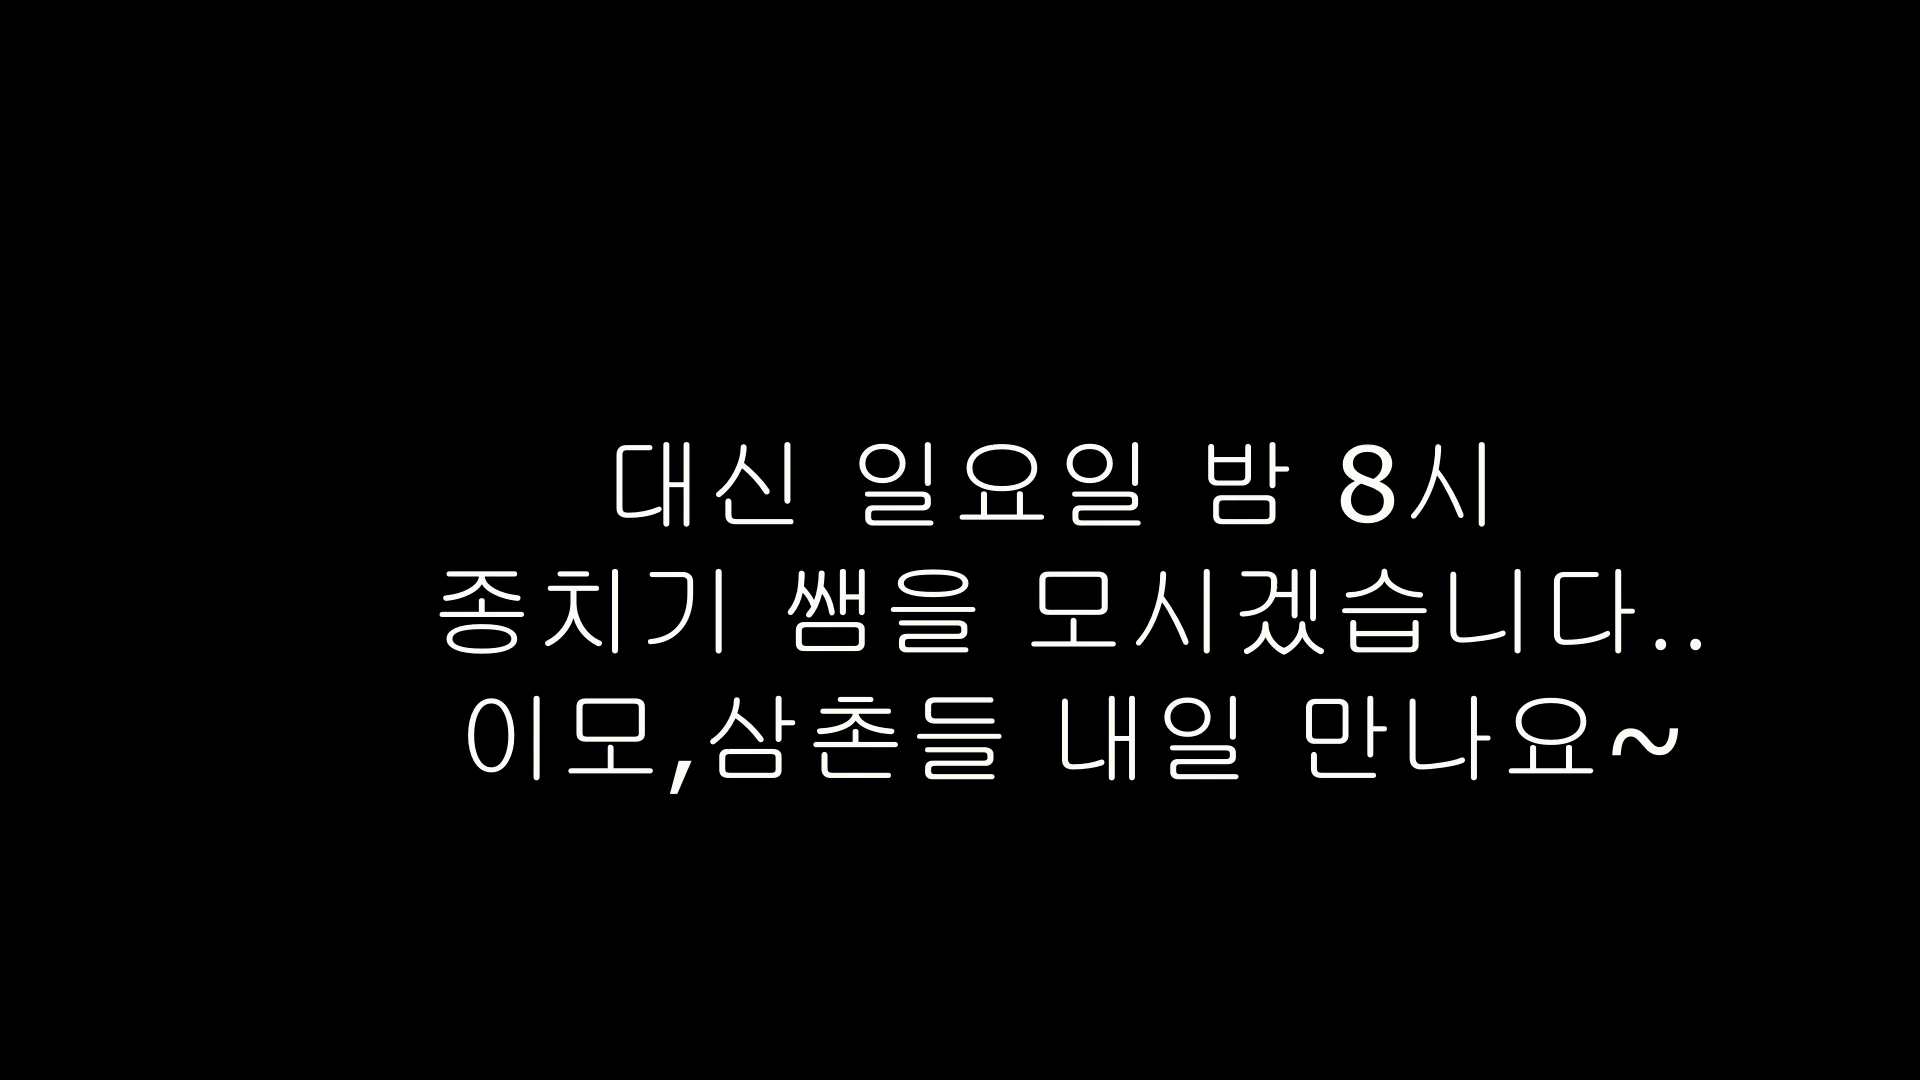 대신 일요일 밤 8시
종치기 쌤을 모시겠습니다..
이모,삼촌들 내일 만나요~